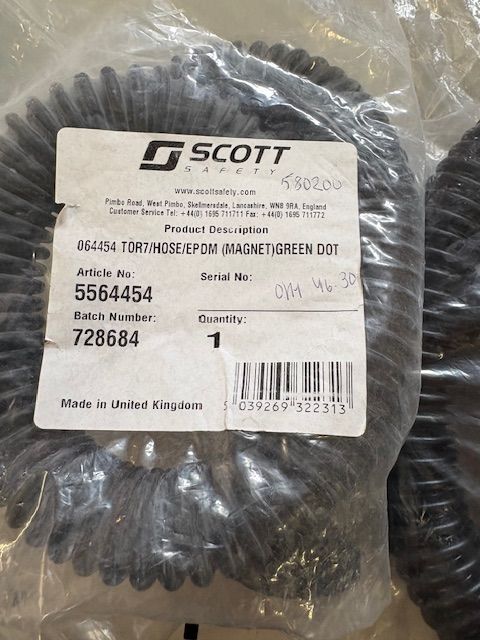 SCOTT
SAFETY
www.scottsafety.com
580200
Pimbo Road, West Pimbo, Skelmersdale, Lancashire, WN8 9RA, England
Customer Service Tel: +44(0) 1695 711711 Fax: +44(0) 1695 711772
Product Description
064454 TOR7/HOSE/EPDM (MAGNET)GREEN DOT
Article No: Serial No:
5564454
46.30
Batch Number: Quantity:
728684 1
Made in United Kingdom
5 039269 322313